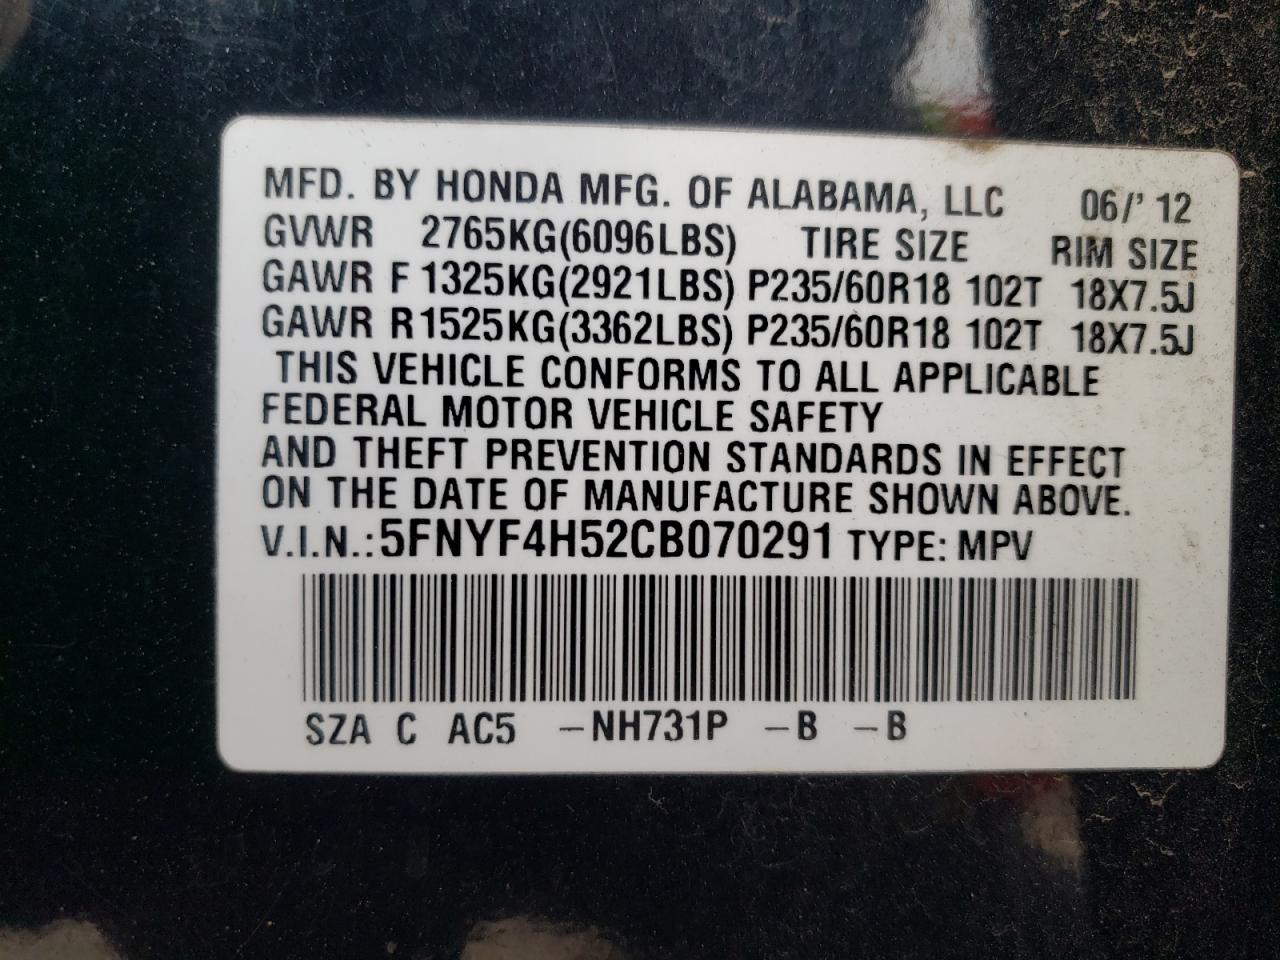 MFD. BY HONDA MFG. OF ALABAMA, LLC 06/' 12
GVWR 2765KG(6096LBS) TIRE SIZE RIM SIZE
GAWR F 1325KG(2921LBS) P235/60R18 102T 18X7.5J
GAWR R 1525KG(3362LBS) P235/60R18 102T 18X7.5J
THIS VEHICLE CONFORMS TO ALL APPLICABLE
FEDERAL MOTOR VEHICLE SAFETY
AND THEFT PREVENTION STANDARDS IN EFFECT
ON THE DATE OF MANUFACTURE SHOWN ABOVE.
V.I.N.: 5FNYF4H52CB070291 TYPE: MPV
SZA C AC5 –NH731P –B –B